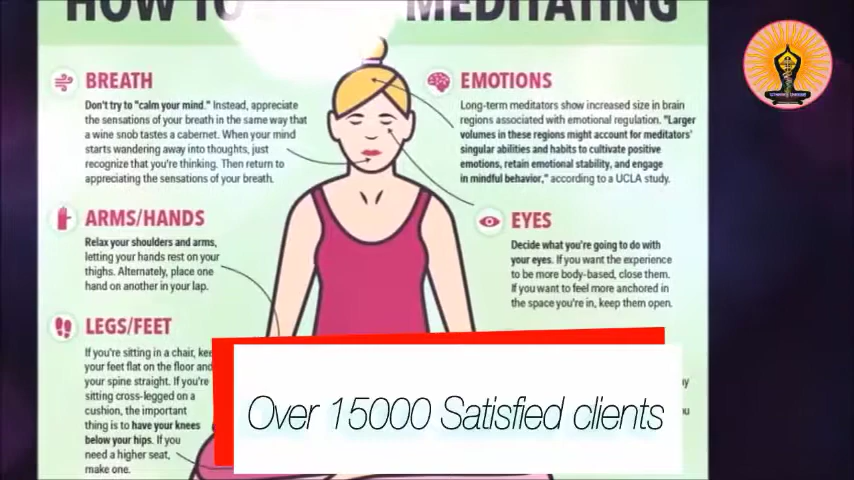 HOW TO MEDITATING
BREATH
Don't try to "calm your mind." Instead, appreciate
the sensations of your breath in the same way that
a wine snob tastes a cabernet. When your mind
starts wandering away into thoughts, just
recognize that you're thinking. Then return to
appreciating the sensations of your breath.
EMOTIONS
Long-term meditators show increased size in brain
regions associated with emotional regulation. "Larger
volumes in these regions might account for meditators'
singular abilities and habits to cultivate positive
emotions, retain emotional stability, and engage
in mindful behavior," according to a UCLA study.
ARMS/HANDS
Relax your shoulders and arms,
letting your hands rest on your
thighs. Alternately, place one
hand on another in your lap.
EYES
Decide what you're going to do with
your eyes. If you want the experience
to be more body-based, close them.
If you want to feel more anchored in
the space you're in, keep them open.
LEGS/FEET
If you're sitting in a chair,
your feet flat on the floor and
your spine straight. If you're
sitting cross-legged on a
cushion, the important
thing is to have your knees
below your hips. If you
need a higher seat,
make one.
Over 15000 Satisfied clients